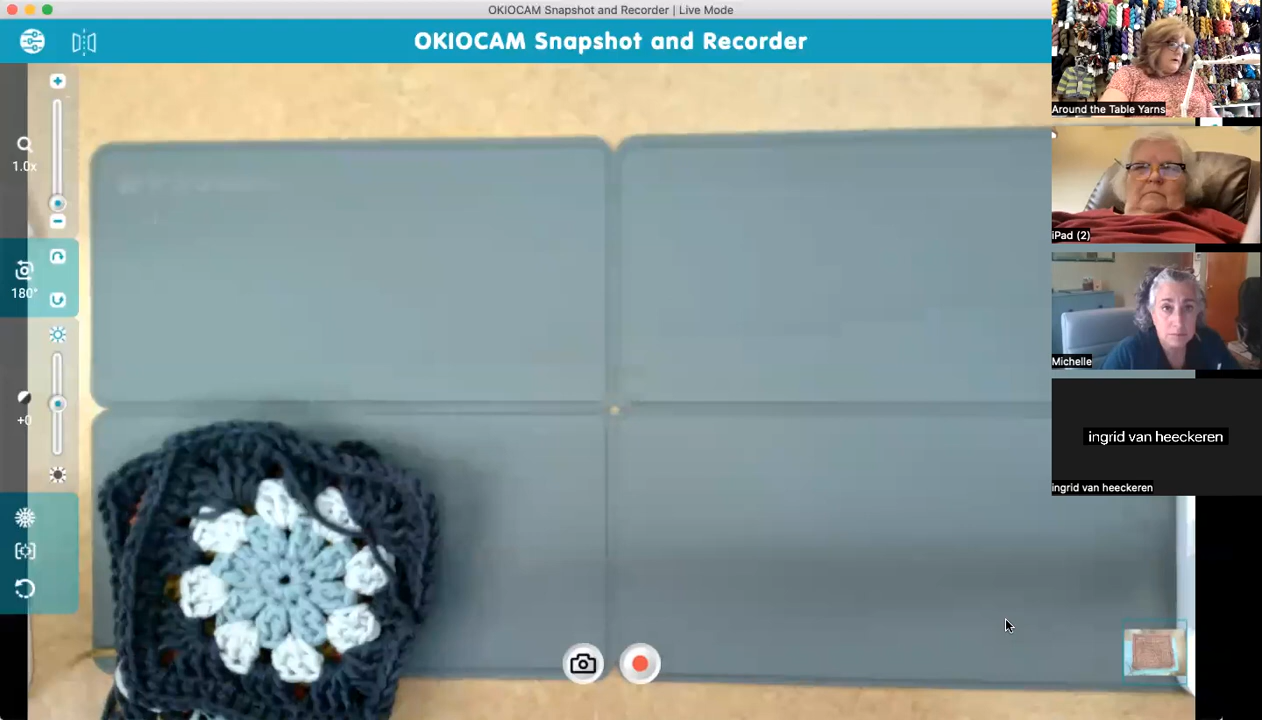 OKIOCAM Snapshot and Recorder | Live Mode
OKIOCAM Snapshot and Recorder
1.0x
180°
+0
Around the Table Yarns
iPad (2)
Michelle
ingrid van heeckeren
ingrid van heeckeren